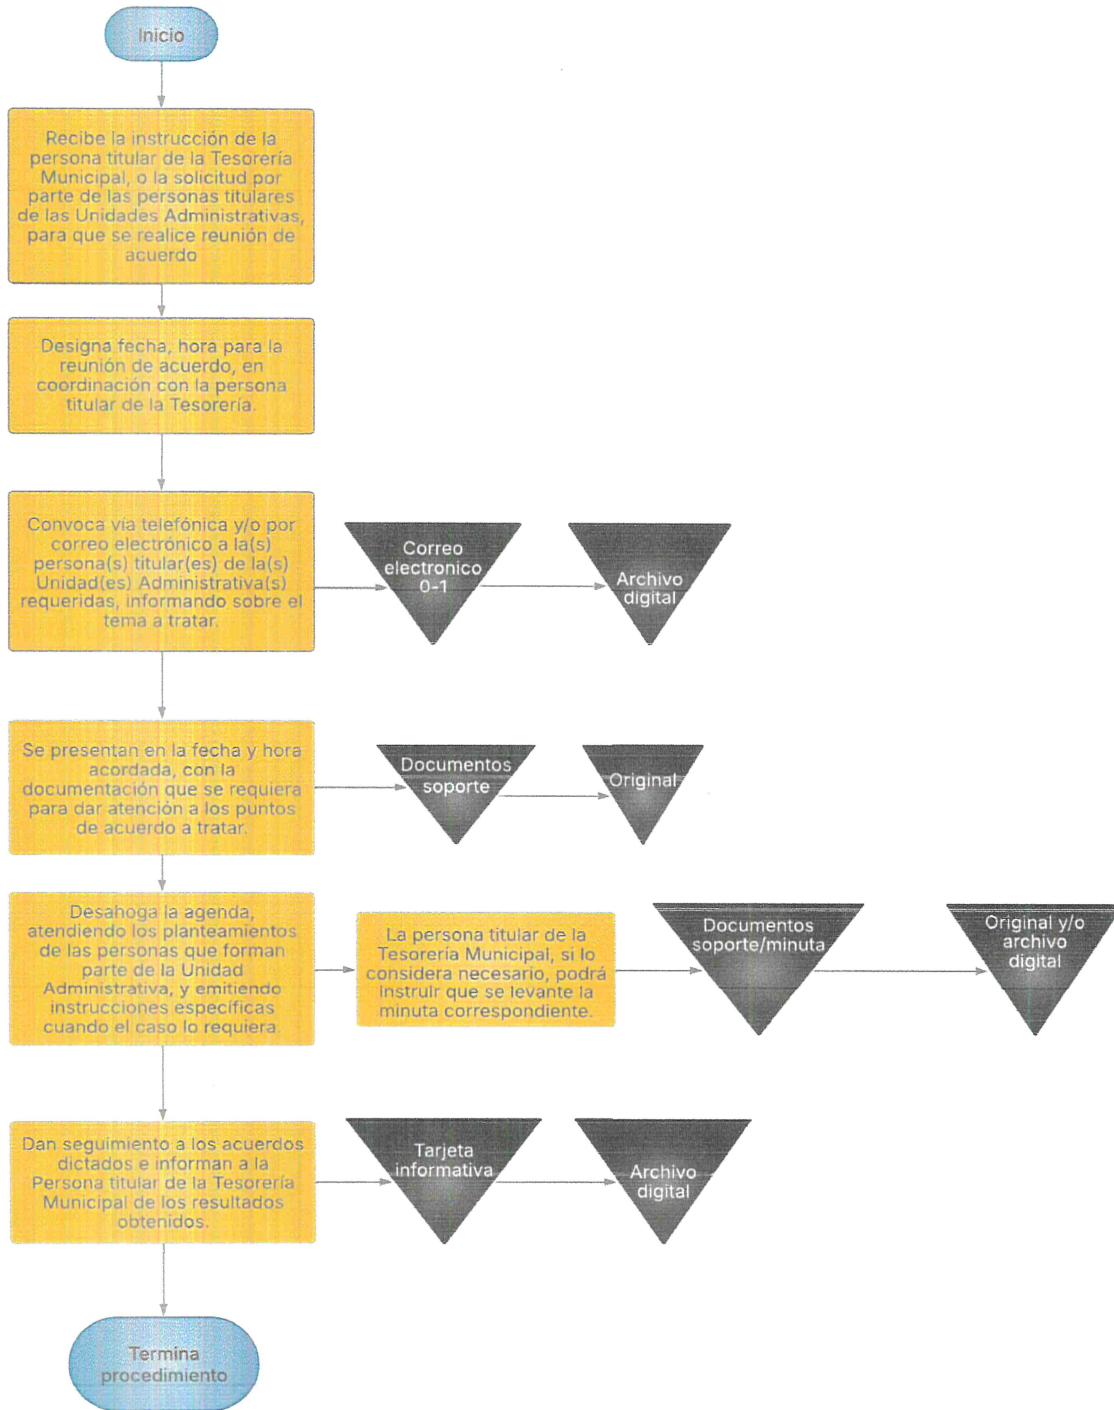 Inicio
Recibe la instrucción de la
persona titular de la Tesorería
Municipal, o la solicitud por
parte de las personas titulares
de las Unidades Administrativas,
para que se realice reunión de
acuerdo
Designa fecha, hora para la
reunión de acuerdo, en
coordinación con la persona
titular de la Tesorería.
Convoca vía telefónica y/o por
correo electrónico a la(s)
persona(s) titular(es) de la(s)
Unidad(es) Administrativa(s)
requeridas, informando sobre el
tema a tratar.
Correo
electronico
0-1
Archivo
digital
Se presentan en la fecha y hora
acordada, con la
documentación que se requiera
para dar atención a los puntos
de acuerdo a tratar.
Documentos
soporte
Original
Desahoga la agenda,
atendiendo los planteamientos
de las personas que forman
parte de la Unidad
Administrativa, y emitiendo
instrucciones específicas
cuando el caso lo requiera.
La persona titular de la
Tesorería Municipal, si lo
considera necesario, podrá
instruir que se levante la
minuta correspondiente.
Documentos
soporte/minuta
Original y/o
archivo
digital
Dan seguimiento a los acuerdos
dictados e informan a la
Persona titular de la Tesorería
Municipal de los resultados
obtenidos.
Tarjeta
informativa
Archivo
digital
Termina
procedimiento